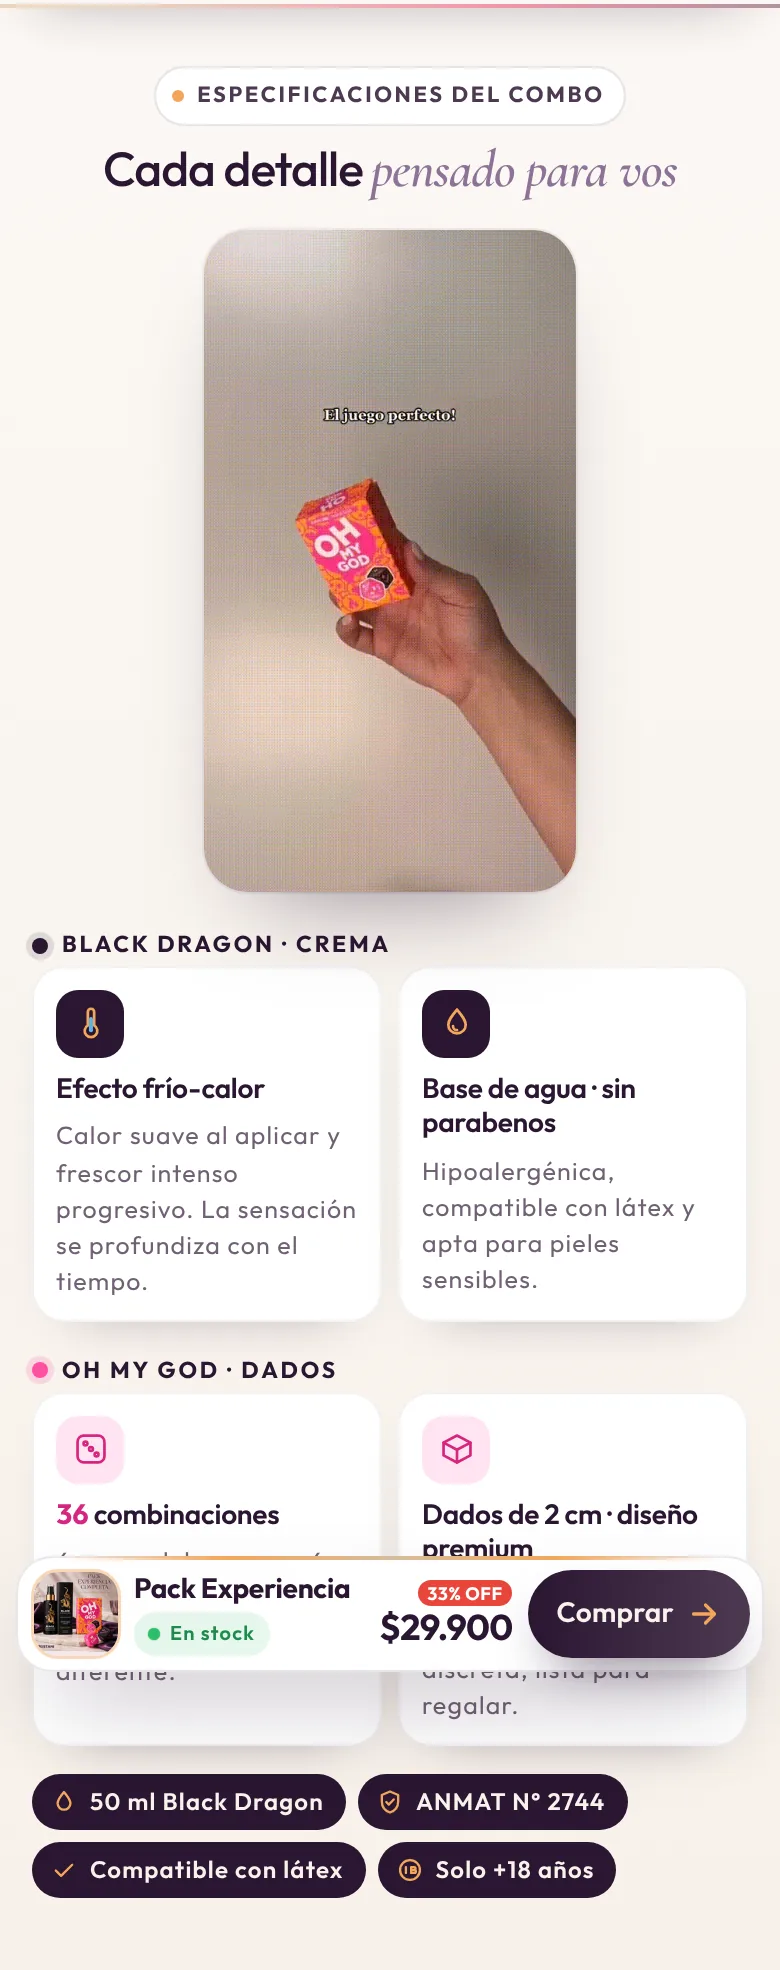 ESPECIFICACIONES DEL COMBO
Cada detalle pensado para vos
El juego perfecto!
OH
MY
GOD
BLACK DRAGON · CREMA
Efecto frío-calor
Calor suave al aplicar y
frescor intenso
progresivo. La sensación
se profundiza con el
tiempo.
Base de agua · sin
parabenos
Hipoalergénica,
compatible con látex y
apta para pieles
sensibles.
OH MY GOD · DADOS
36 combinaciones
diferente.
Dados de 2 cm · diseño
premium
discreta, lista para
regalar.
Pack Experiencia
En stock
33% OFF
$29.900
Comprar
50 ml Black Dragon
ANMAT N° 2744
Compatible con látex
Solo +18 años